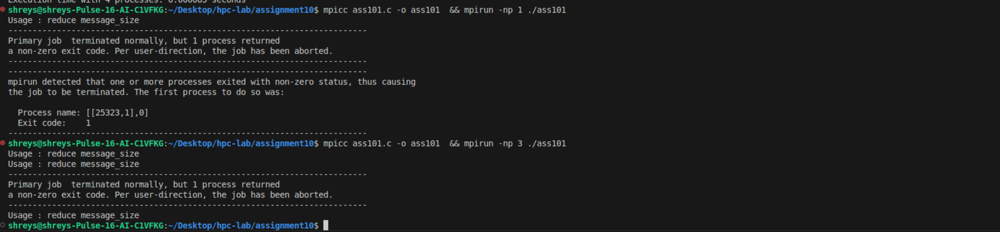 Execution time with 4 processes: 0.000085 seconds
shreys@shreys-Pulse-16-AI-C1VFKG:~/Desktop/hpc-lab/assignment10$ mpicc ass101.c -o ass101  && mpirun -np 1 ./ass101
Usage : reduce message_size
--------------------------------------------------------------------------
Primary job  terminated normally, but 1 process returned
a non-zero exit code. Per user-direction, the job has been aborted.
--------------------------------------------------------------------------
--------------------------------------------------------------------------
mpirun detected that one or more processes exited with non-zero status, thus causing
the job to be terminated. The first process to do so was:
  Process name: [[25323,1],0]
  Exit code:    1
--------------------------------------------------------------------------
shreys@shreys-Pulse-16-AI-C1VFKG:~/Desktop/hpc-lab/assignment10$ mpicc ass101.c -o ass101  && mpirun -np 3 ./ass101
Usage : reduce message_size
Usage : reduce message_size
--------------------------------------------------------------------------
Primary job  terminated normally, but 1 process returned
a non-zero exit code. Per user-direction, the job has been aborted.
--------------------------------------------------------------------------
Usage : reduce message_size
shreys@shreys-Pulse-16-AI-C1VFKG:~/Desktop/hpc-lab/assignment10$